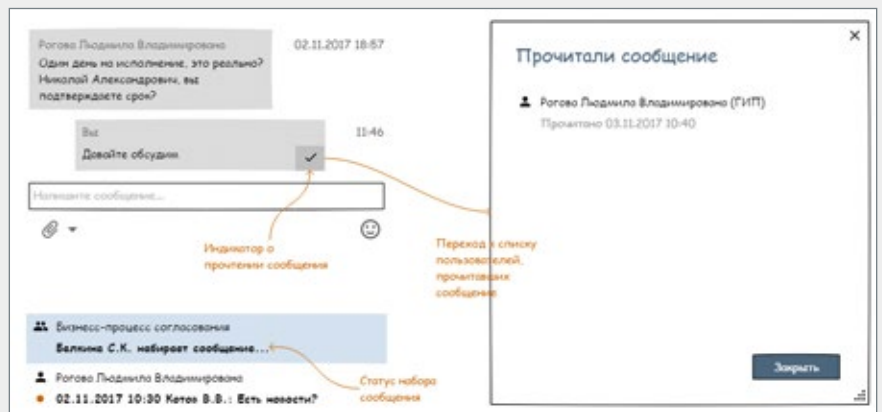 Рогова Людмила Владимировна
02.11.2017 18:57
Один день на исполнение, это реально?
Николай Александрович, вы
подтверждаете срок?
Вы
11:46
Давайте обсудим
Напишите сообщение...
Индикатор о
прочтении сообщения
Переход к списку
пользователей,
прочитавших
сообщение
Бизнесс-процесс согласования
Белкина С.К. набирает сообщение...
Рогова Людмила Владимировна
02.11.2017 10:30 Котов В.В.: Есть новости?
Статус набора
сообщения
Прочитали сообщение
Рогова Людмила Владимировна (ГИП)
Прочитано 03.11.2017 10:40
Закрыть